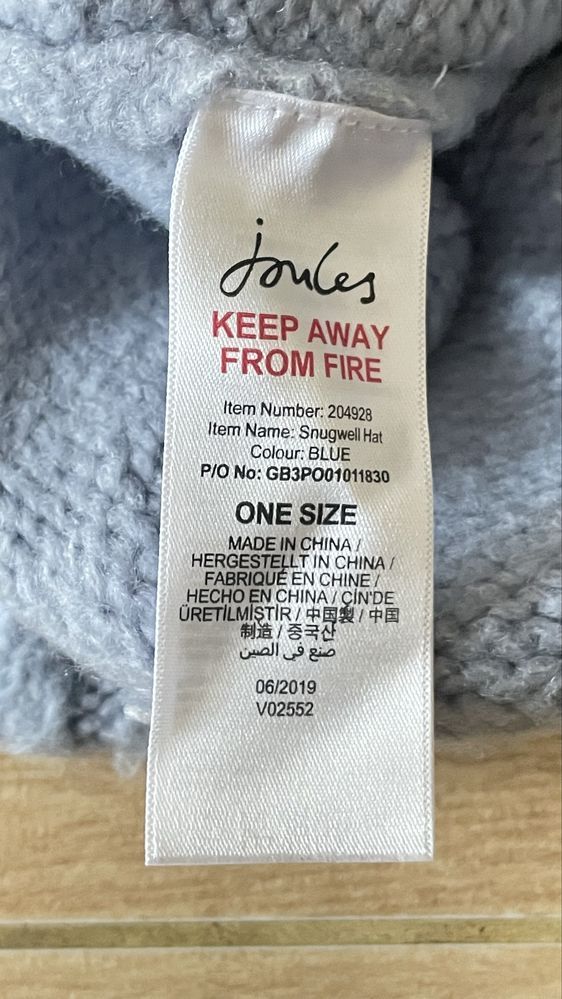 Joules
KEEP AWAY
FROM FIRE
Item Number: 204928
Item Name: Snugwell Hat
Colour: BLUE
P/O No: GB3PO01011830
ONE SIZE
MADE IN CHINA /
HERGESTELLT IN CHINA /
FABRIQUÉ EN CHINE /
HECHO EN CHINA / ÇIN'DE
ÜRETİLMİŞTİR / 中国製 / 中国
制造 / 중국산
صنع في الصين
06/2019
V02552